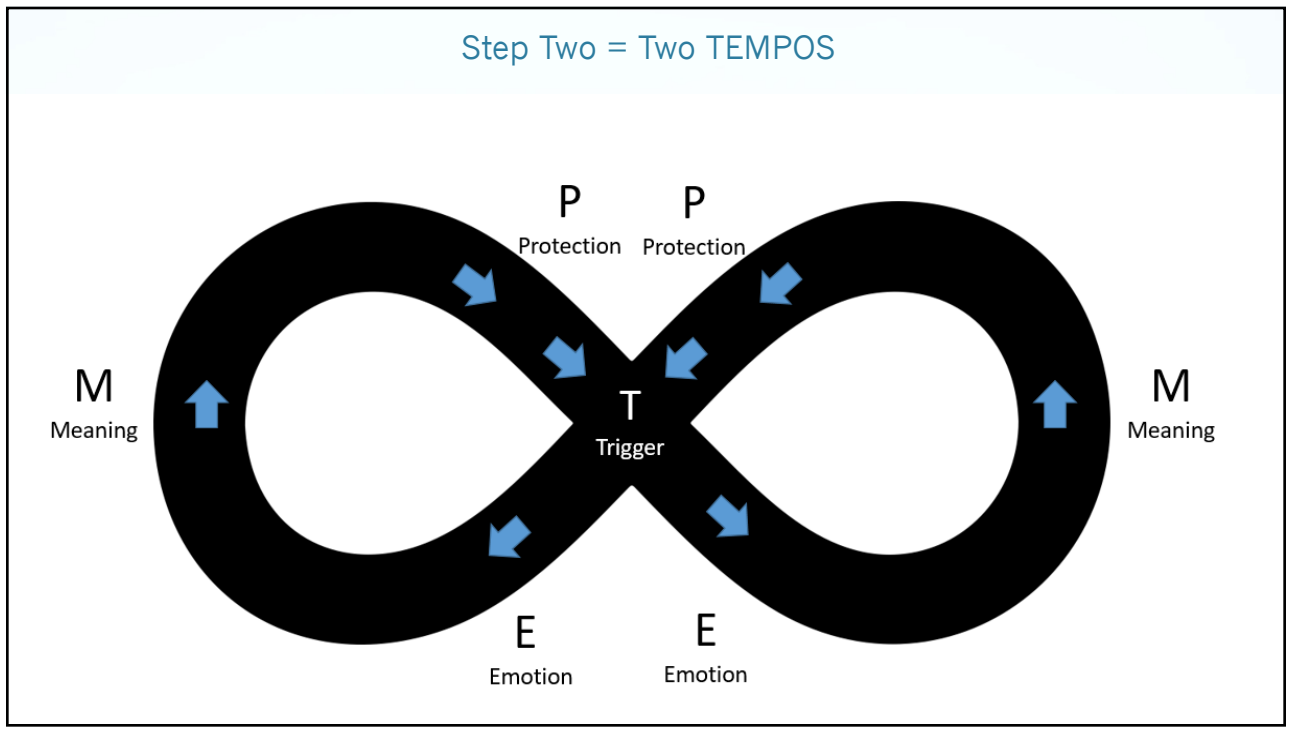 Step Two = Two TEMPOS
P
P
Protection
Protection
M
Meaning
T
Trigger
M
Meaning
E
Emotion
E
Emotion